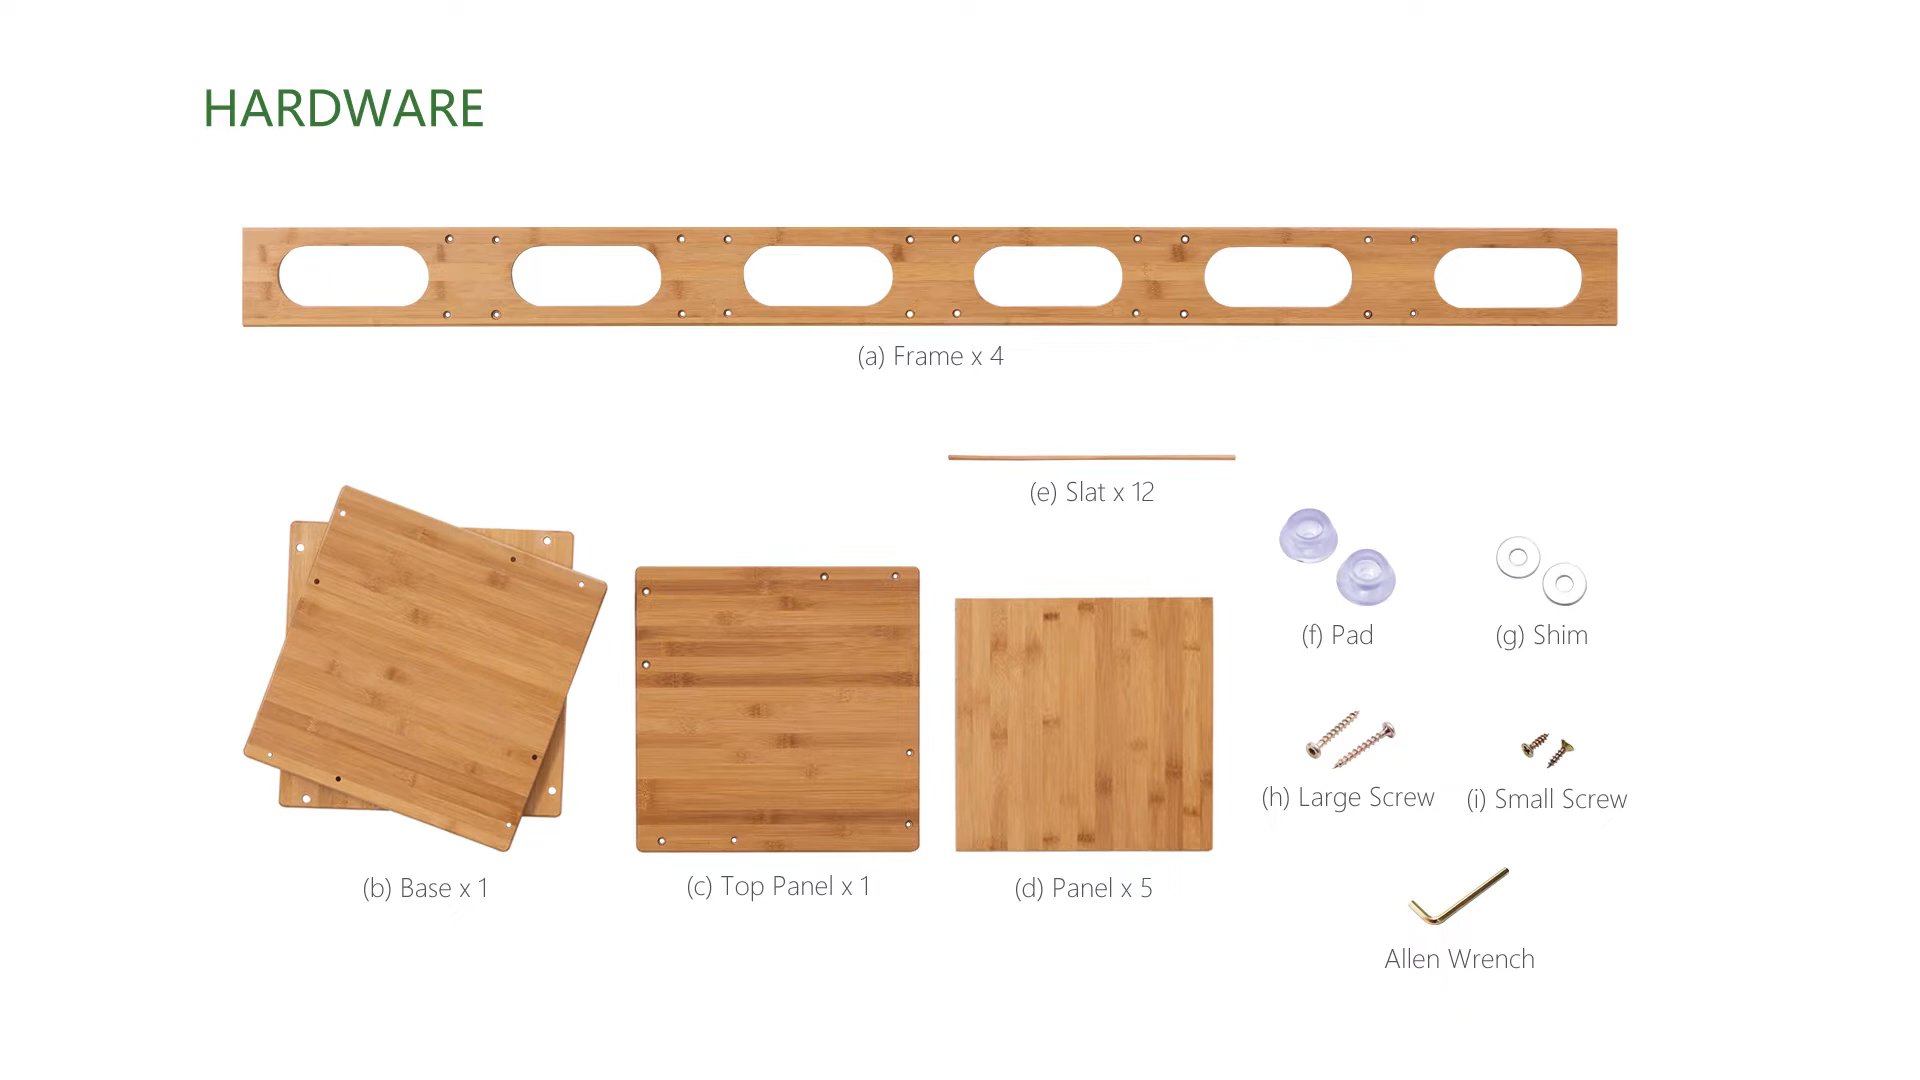 HARDWARE
(a) Frame x 4
(e) Slat x 12
(f) Pad
(g) Shim
(h) Large Screw
(i) Small Screw
(b) Base x 1
(c) Top Panel x 1
(d) Panel x 5
Allen Wrench